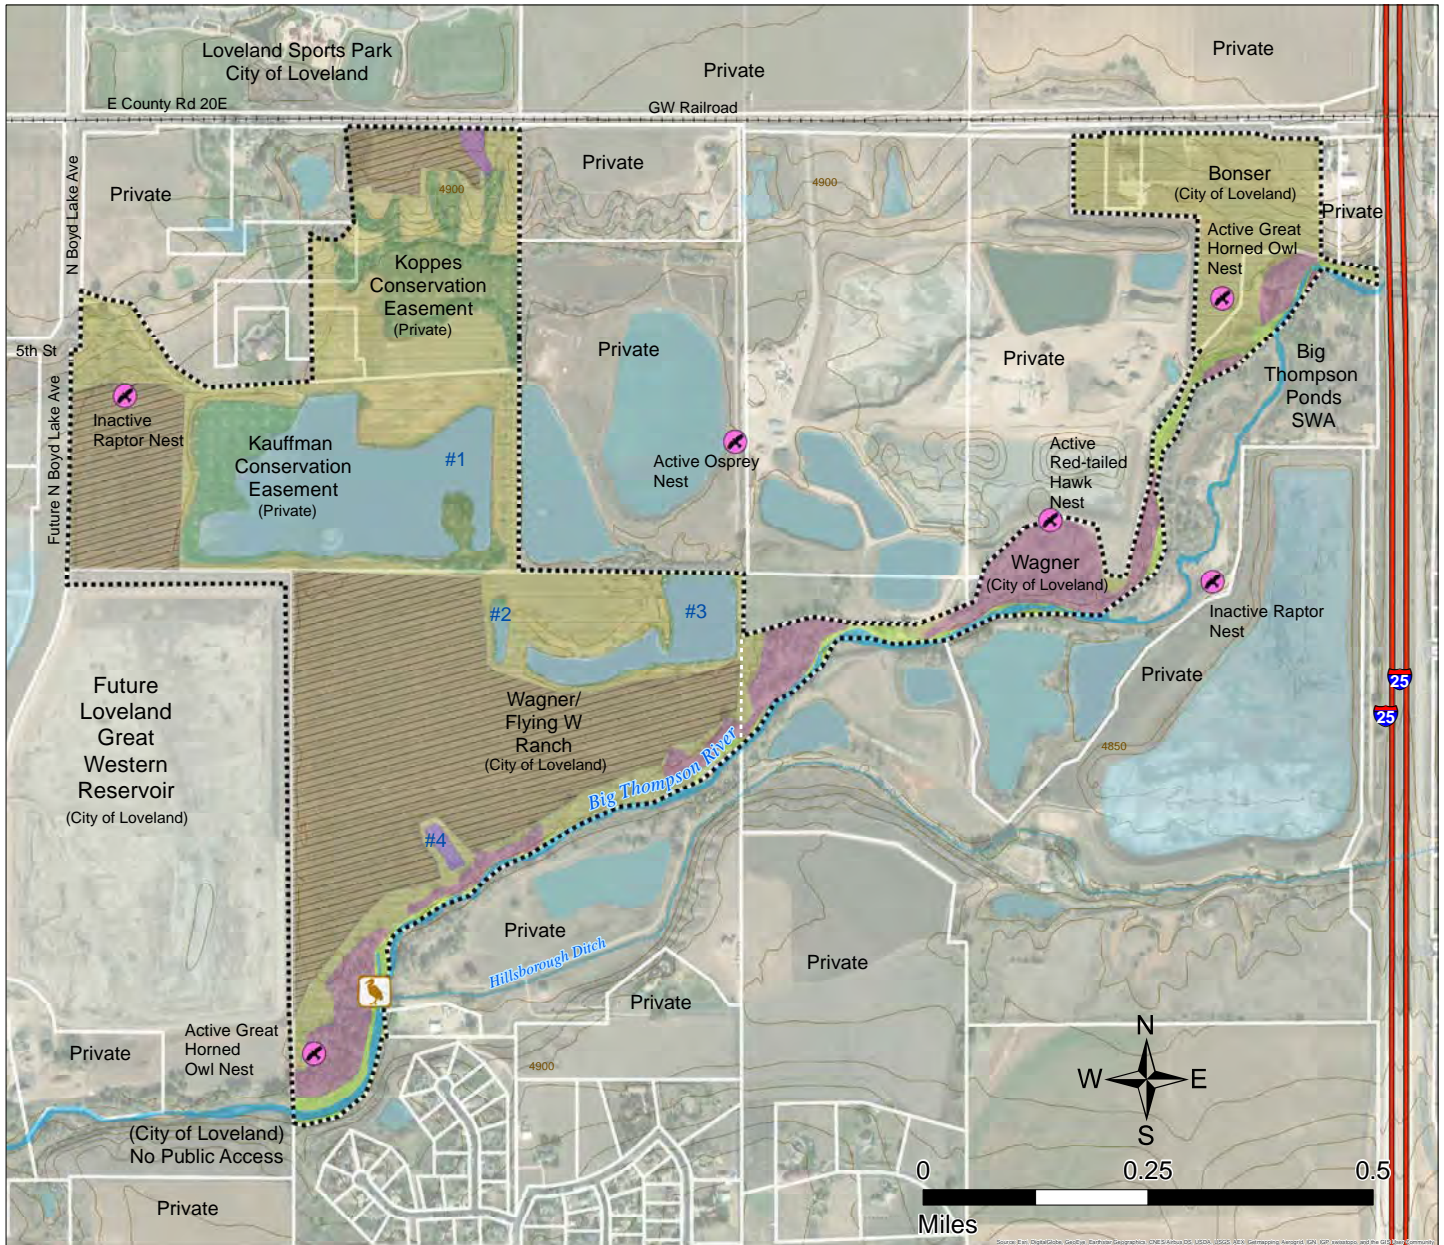 Loveland Sports Park
City of Loveland
Private
Private
E County Rd 20E
GW Railroad
N Boyd Lake Ave
Private
4900
Private
4900
Bonser
(City of Loveland)
Private
Active Great
Horned Owl
Nest
Koppes
Conservation
Easement
(Private)
5th St
Private
Private
Big
Thompson
Ponds
SWA
Future N Boyd Lake Ave
Inactive
Raptor Nest
Kauffman
Conservation
Easement
(Private)
#1
Active Osprey
Nest
Active
Red-tailed
Hawk
Nest
Wagner
(City of Loveland)
#2
#3
Inactive Raptor
Nest
Private
25
25
Future
Loveland
Great
Western
Reservoir
(City of Loveland)
Wagner/
Flying W
Ranch
(City of Loveland)
Big Thompson River
4850
#4
Private
Hillsborough Ditch
Private
Private
Private
Active Great
Horned
Owl Nest
4900
N
W
E
S
(City of Loveland)
No Public Access
Private
0
0.25
0.5
Miles